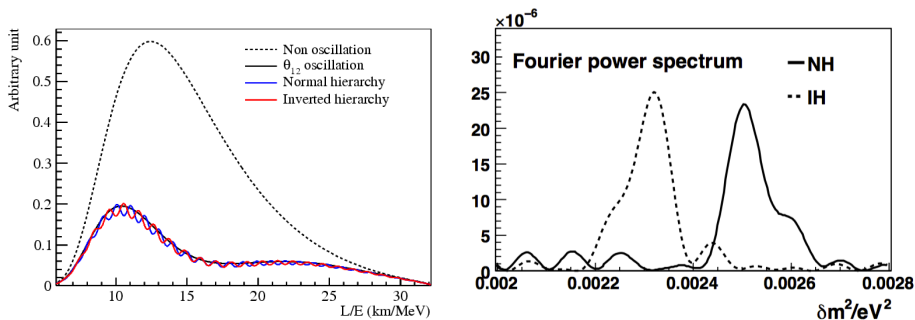 Arbitrary unit
0.6
0.5
0.4
0.3
0.2
0.1
0
10
15
20
25
30
L/E (km/MeV)
Non oscillation
θ₁₂ oscillation
Normal hierarchy
Inverted hierarchy
×10⁻⁶
30
25
20
15
10
5
0
Fourier power spectrum
NH
IH
0.002
0.0022
0.0024
0.0026
0.0028
δm²/eV²